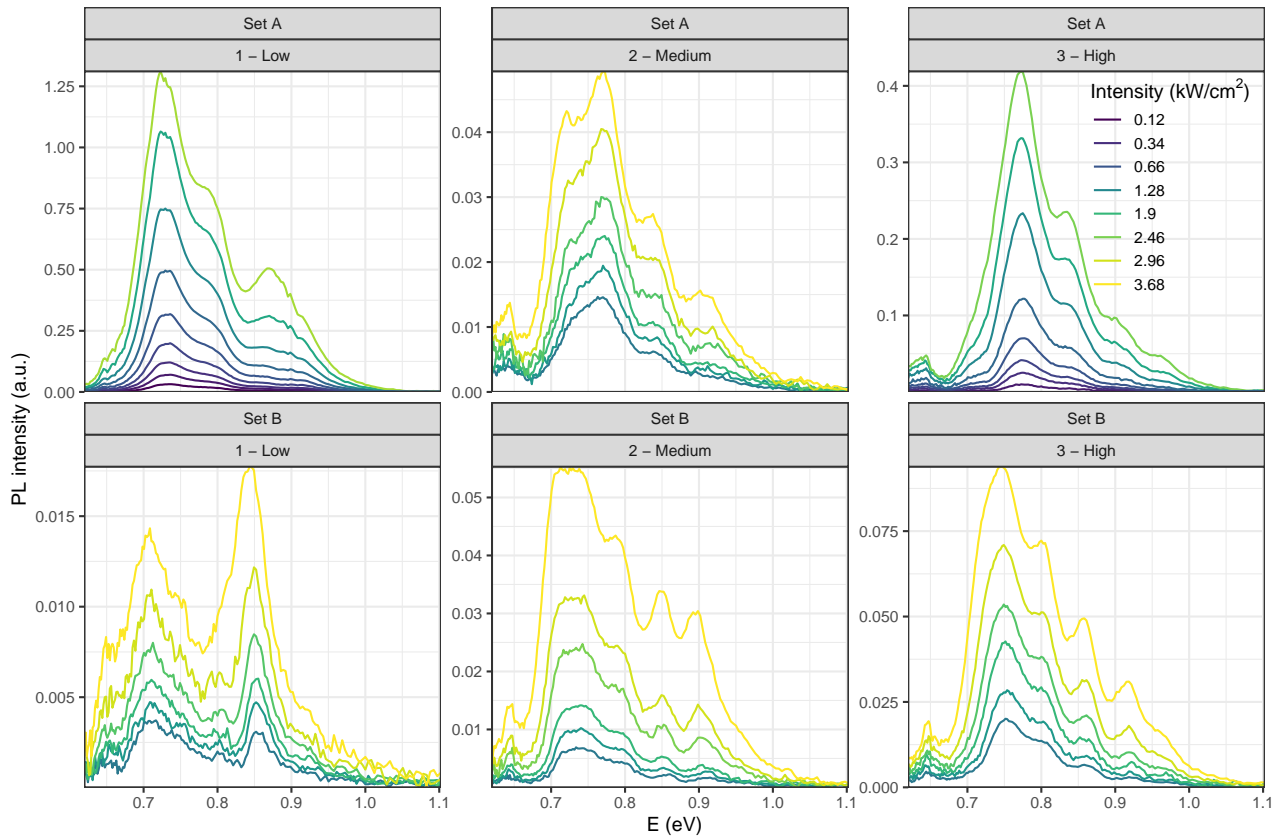 Set A
1 − Low
Set A
2 − Medium
Set A
3 − High
1.25
1.00
0.75
0.50
0.25
0.00
0.04
0.03
0.02
0.01
0.00
0.4
0.3
0.2
0.1
Intensity (kW/cm²)
0.12
0.34
0.66
1.28
1.9
2.46
2.96
3.68
PL intensity (a.u.)
Set B
1 − Low
Set B
2 − Medium
Set B
3 − High
0.015
0.010
0.005
0.05
0.04
0.03
0.02
0.01
0.075
0.050
0.025
0.000
0.7 0.8 0.9 1.0 1.1
0.7 0.8 0.9 1.0 1.1
0.7 0.8 0.9 1.0 1.1
E (eV)